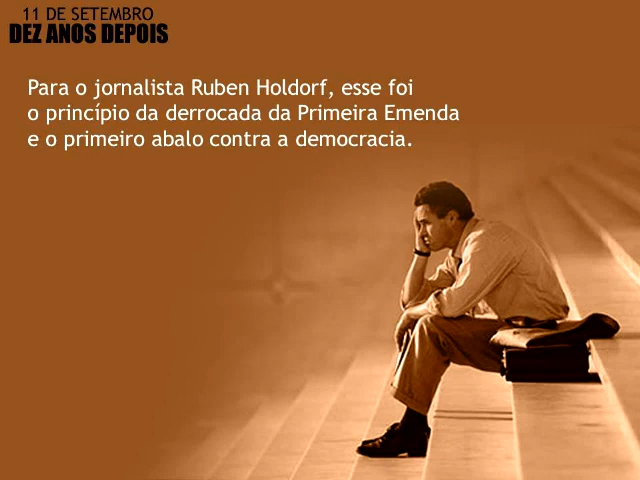 11 DE SETEMBRO
DEZ ANOS DEPOIS
Para o jornalista Ruben Holdorf, esse foi
o princípio da derrocada da Primeira Emenda
e o primeiro abalo contra a democracia.